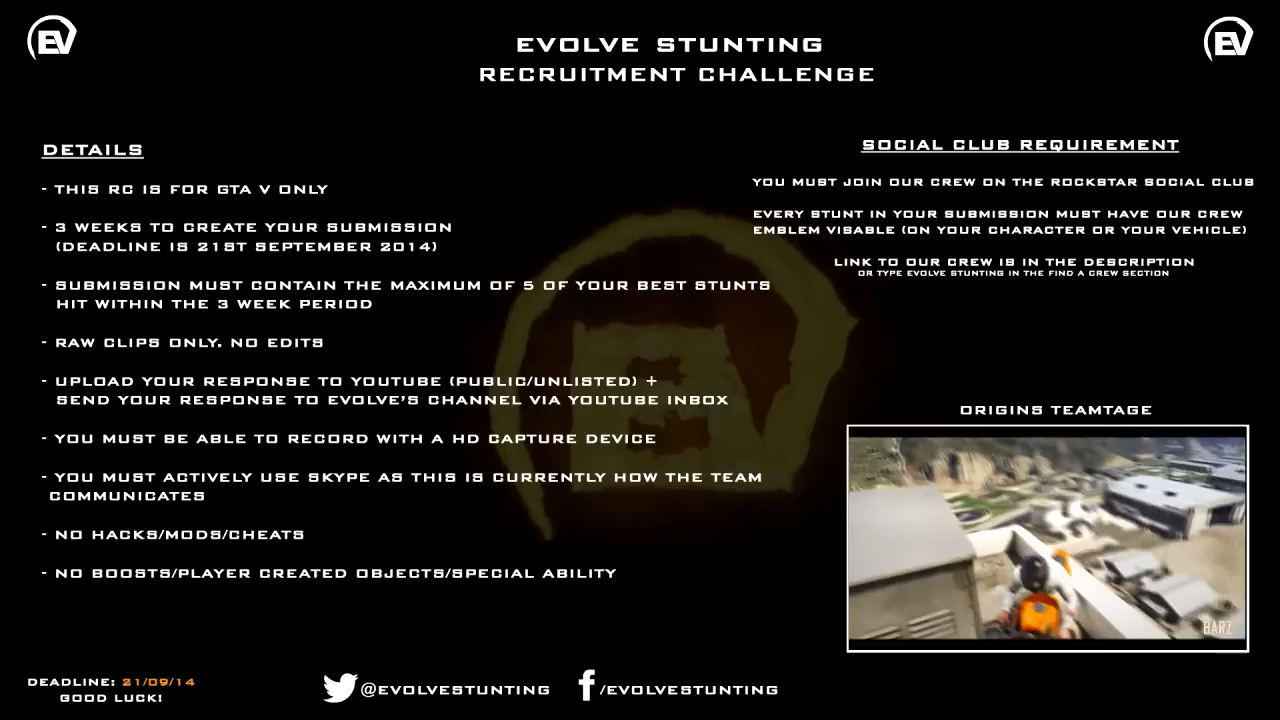 EV
EV
EVOLVE STUNTING
RECRUITMENT CHALLENGE
DETAILS
- THIS RC IS FOR GTA V ONLY
- 3 WEEKS TO CREATE YOUR SUBMISSION
(DEADLINE IS 21ST SEPTEMBER 2014)
- SUBMISSION MUST CONTAIN THE MAXIMUM OF 5 OF YOUR BEST STUNTS
HIT WITHIN THE 3 WEEK PERIOD
- RAW CLIPS ONLY. NO EDITS
- UPLOAD YOUR RESPONSE TO YOUTUBE (PUBLIC/UNLISTED) +
SEND YOUR RESPONSE TO EVOLVE'S CHANNEL VIA YOUTUBE INBOX
- YOU MUST BE ABLE TO RECORD WITH A HD CAPTURE DEVICE
- YOU MUST ACTIVELY USE SKYPE AS THIS IS CURRENTLY HOW THE TEAM
COMMUNICATES
- NO HACKS/MODS/CHEATS
- NO BOOSTS/PLAYER CREATED OBJECTS/SPECIAL ABILITY
SOCIAL CLUB REQUIREMENT
YOU MUST JOIN OUR CREW ON THE ROCKSTAR SOCIAL CLUB
EVERY STUNT IN YOUR SUBMISSION MUST HAVE OUR CREW
EMBLEM VISABLE (ON YOUR CHARACTER OR YOUR VEHICLE)
LINK TO OUR CREW IS IN THE DESCRIPTION
OR TYPE EVOLVE STUNTING IN THE FIND A CREW SECTION
EV
ORIGINS TEAMTAGE
BARZ
DEADLINE: 21/09/14
GOOD LUCK!
@EVOLVESTUNTING
f/EVOLVESTUNTING